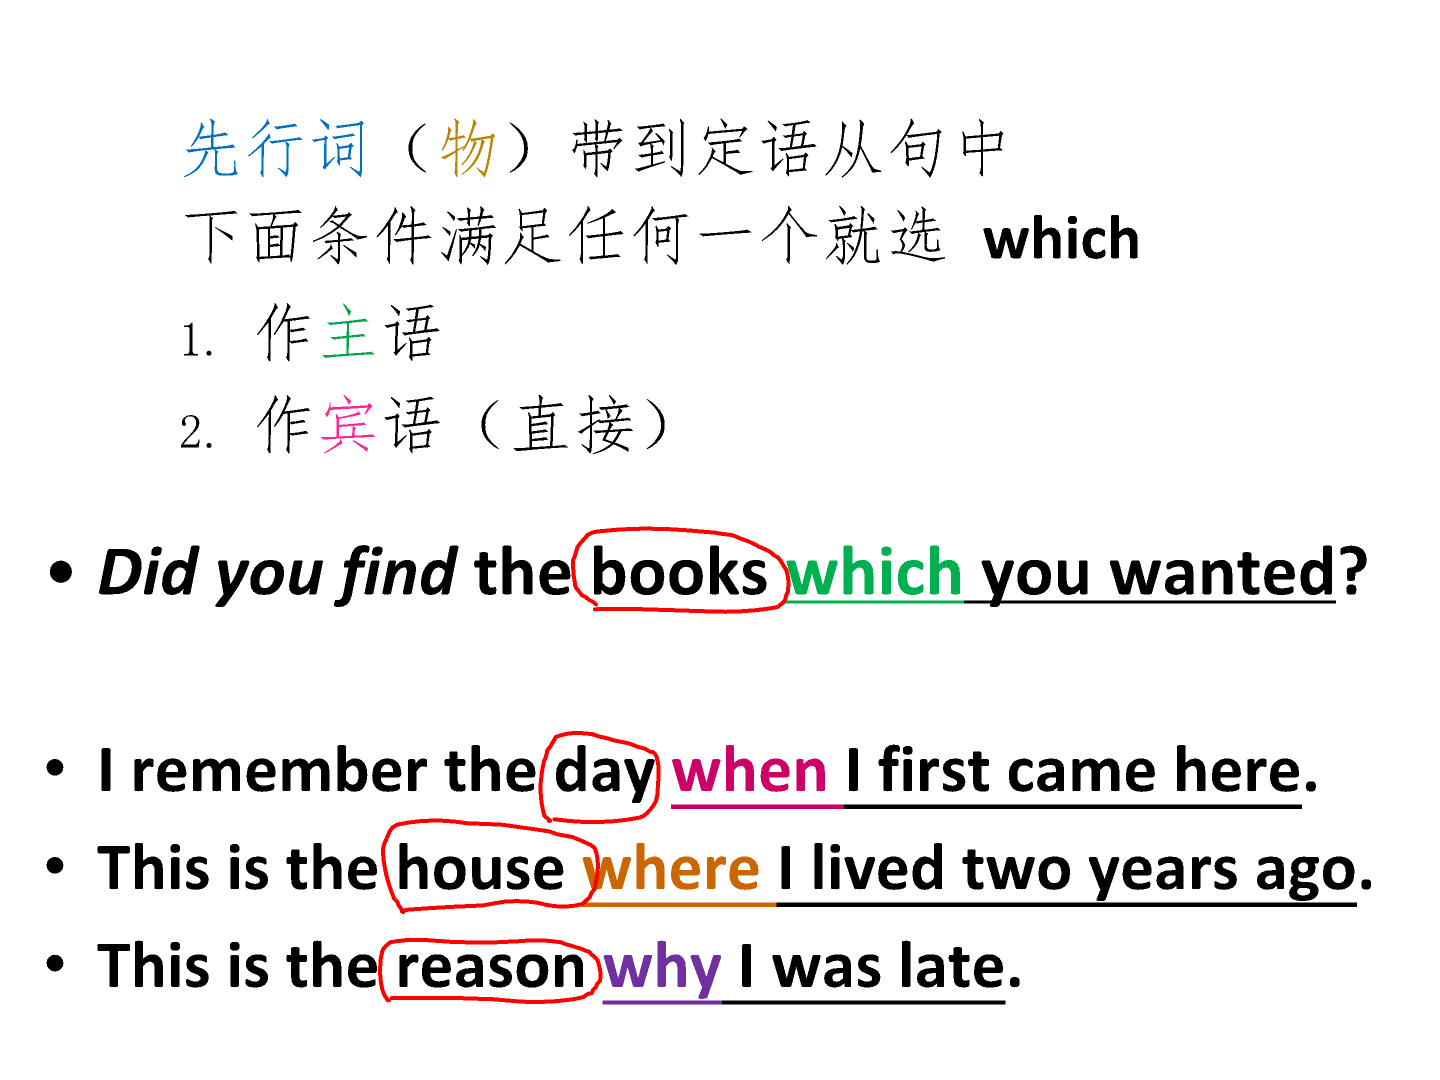 先行词（物）带到定语从句中
下面条件满足任何一个就选 which
1. 作主语
2. 作宾语（直接）
• Did you find the books which you wanted?
• I remember the day when I first came here.
• This is the house where I lived two years ago.
• This is the reason why I was late.